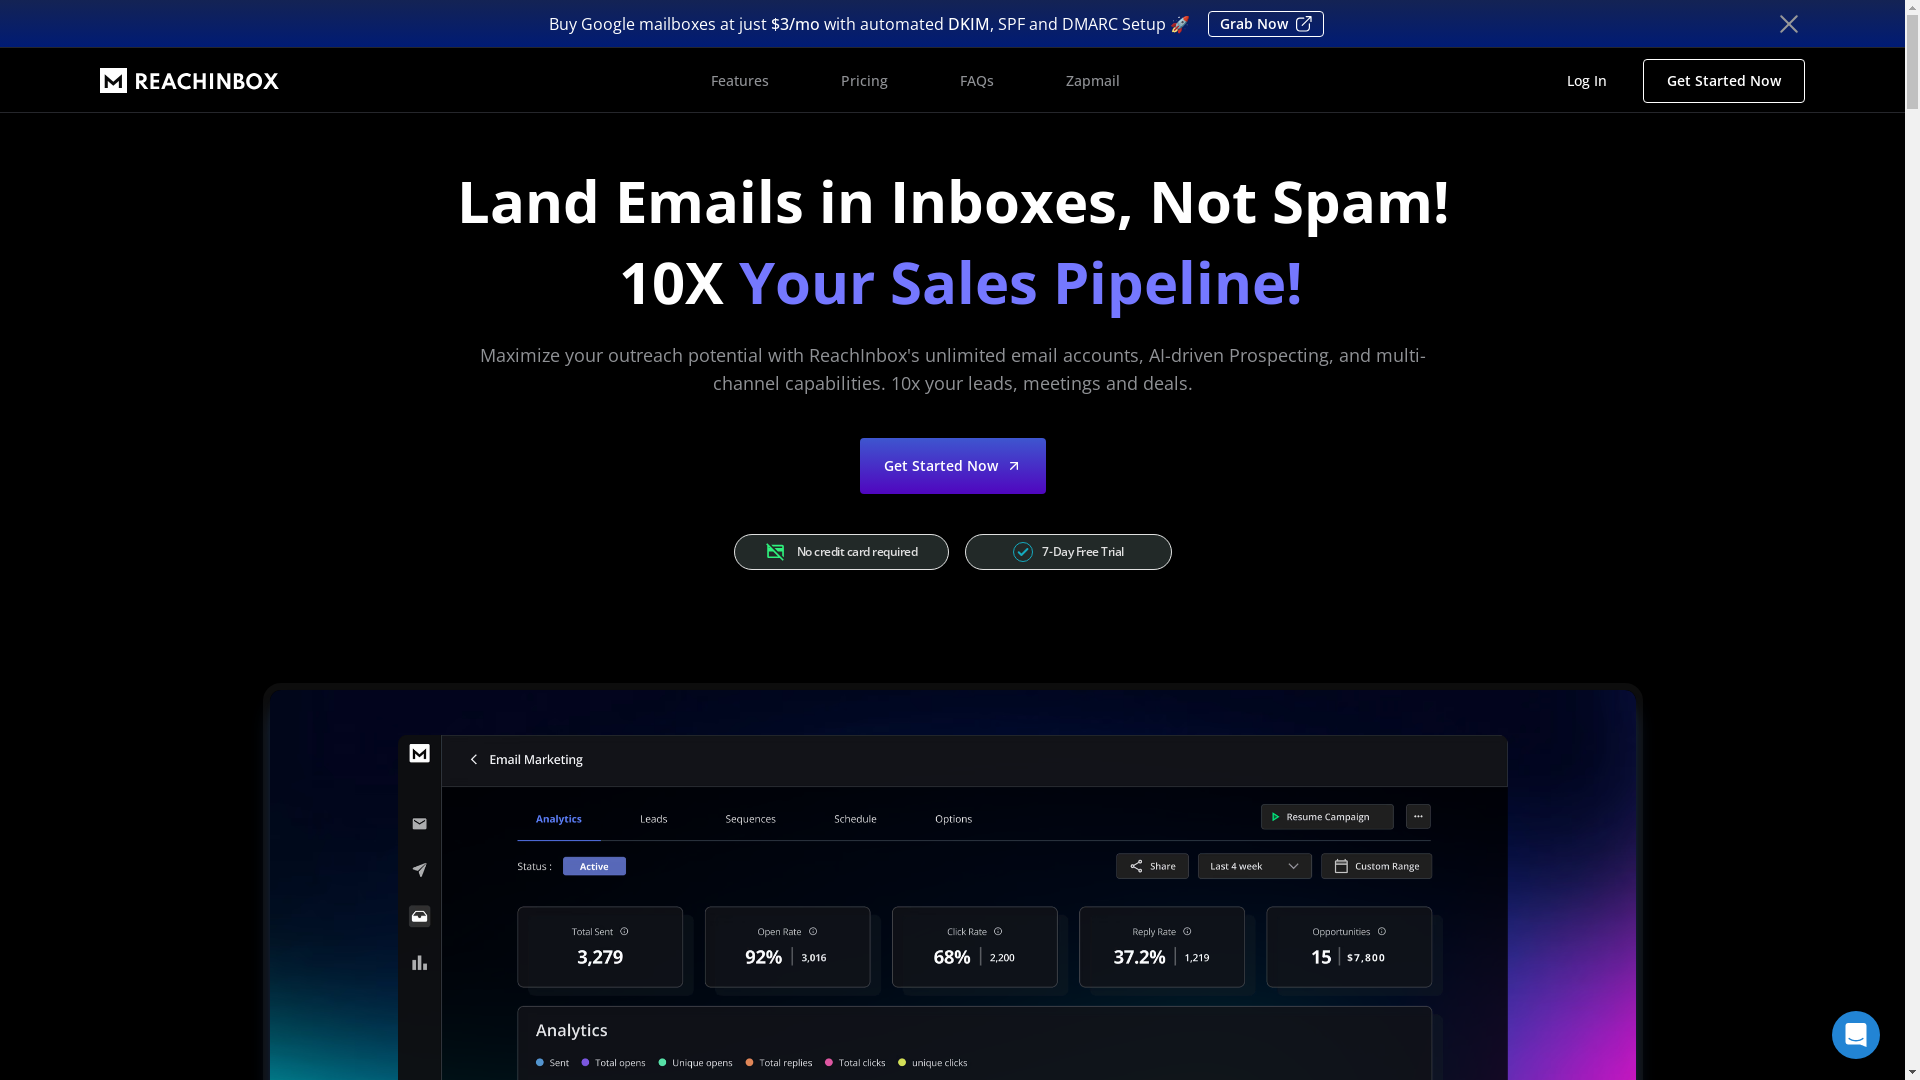 Buy Google mailboxes at just $3/mo with automated DKIM, SPF and DMARC Setup 🚀 Grab Now
REACHINBOX Features Pricing FAQs Zapmail Log In Get Started Now
Land Emails in Inboxes, Not Spam!
10X Your Sales Pipeline!
Maximize your outreach potential with ReachInbox's unlimited email accounts, AI-driven Prospecting, and multi-
channel capabilities. 10x your leads, meetings and deals.
Get Started Now
No credit card required 7-Day Free Trial
Email Marketing
Analytics Leads Sequences Schedule Options Resume Campaign
Status : Active Share Last 4 week Custom Range
Total Sent Open Rate Click Rate Reply Rate Opportunities
3,279 92% 3,016 68% 2,200 37.2% 1,219 15 $7,800
Analytics
Sent Total opens Unique opens Total replies Total clicks unique clicks